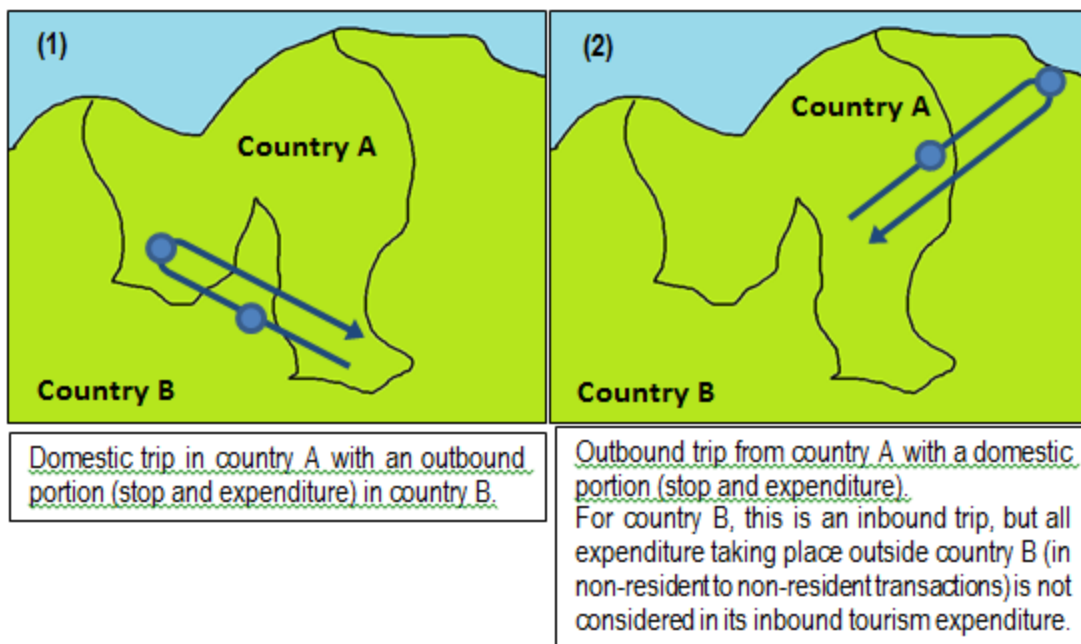 (1)
Country A
Country B
(2)
Country A
Country B
Domestic trip in country A with an outbound
portion (stop and expenditure) in country B.
Outbound trip from country A with a domestic
portion (stop and expenditure).
For country B, this is an inbound trip, but all
expenditure taking place outside country B (in
non-resident to non-resident transactions) is not
considered in its inbound tourism expenditure.